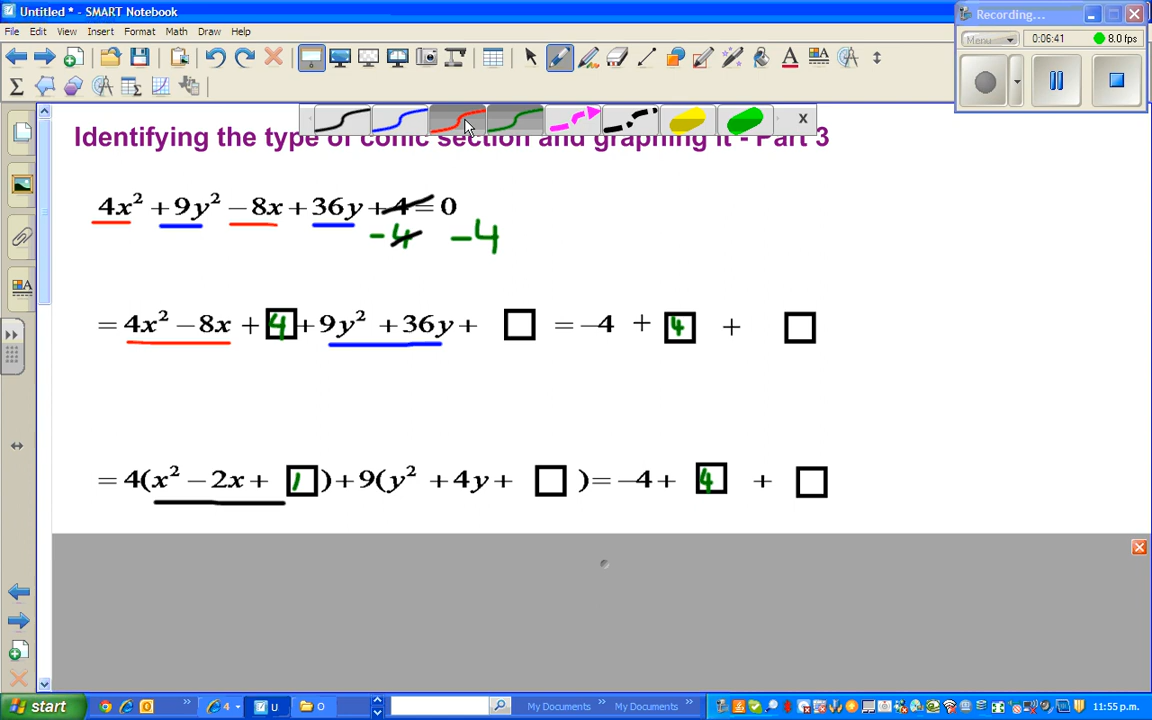 Untitled * - SMART Notebook
Recording...
File Edit View Insert Format Math Draw Help
Menu
0:06:41
8.0 fps
x
Identifying the type of conic section and graphing it - Part 3
4x² + 9y² − 8x + 36y + 4 = 0
−4 −4
= 4x² − 8x + 4 + 9y² + 36y + □ = −4 + 4 + □
= 4(x² − 2x + 1) + 9(y² + 4y + □) = −4 + 4 + □
start
4
U
O
My Documents
My Documents
11:55 p.m.